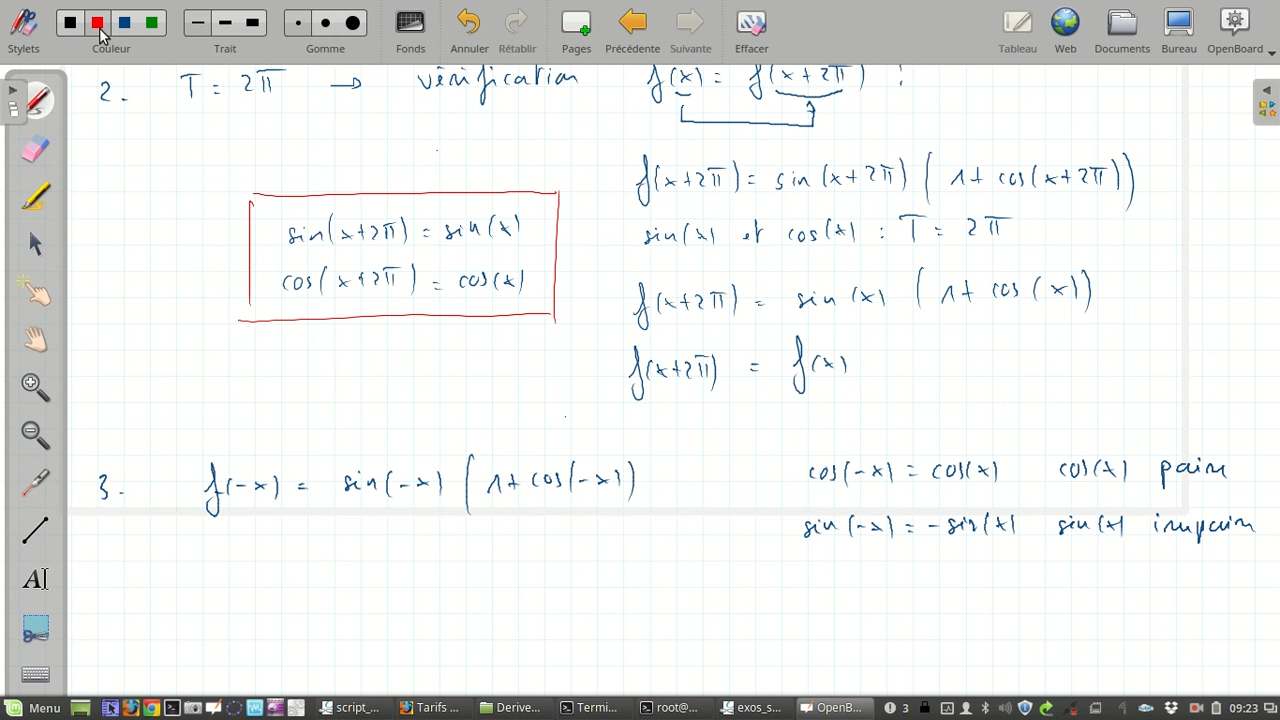 Stylets Couleur Trait Gomme Fonds Annuler Rétablir Pages Précédente Suivante Effacer Tableau Web Documents Bureau OpenBoard
2. T = 2π → vérification f(x) = f(x+2π) ?
f(x+2π) = sin(x+2π) (1+ cos(x+2π))
sin(x+2π) = sin(x)
sin(x) et cos(x) : T = 2π
cos(x+2π) = cos(x)
f(x+2π) = sin(x) (1+ cos(x))
f(x+2π) = f(x)
3. f(-x) = sin(-x) (1+ cos(-x))
cos(-x) = cos(x) cos(x) paire
sin(-x) = -sin(x) sin(x) impaire
Menu script_... Tarifs ... Derive... Termi... root@... exos_s... OpenB... 3 09:23